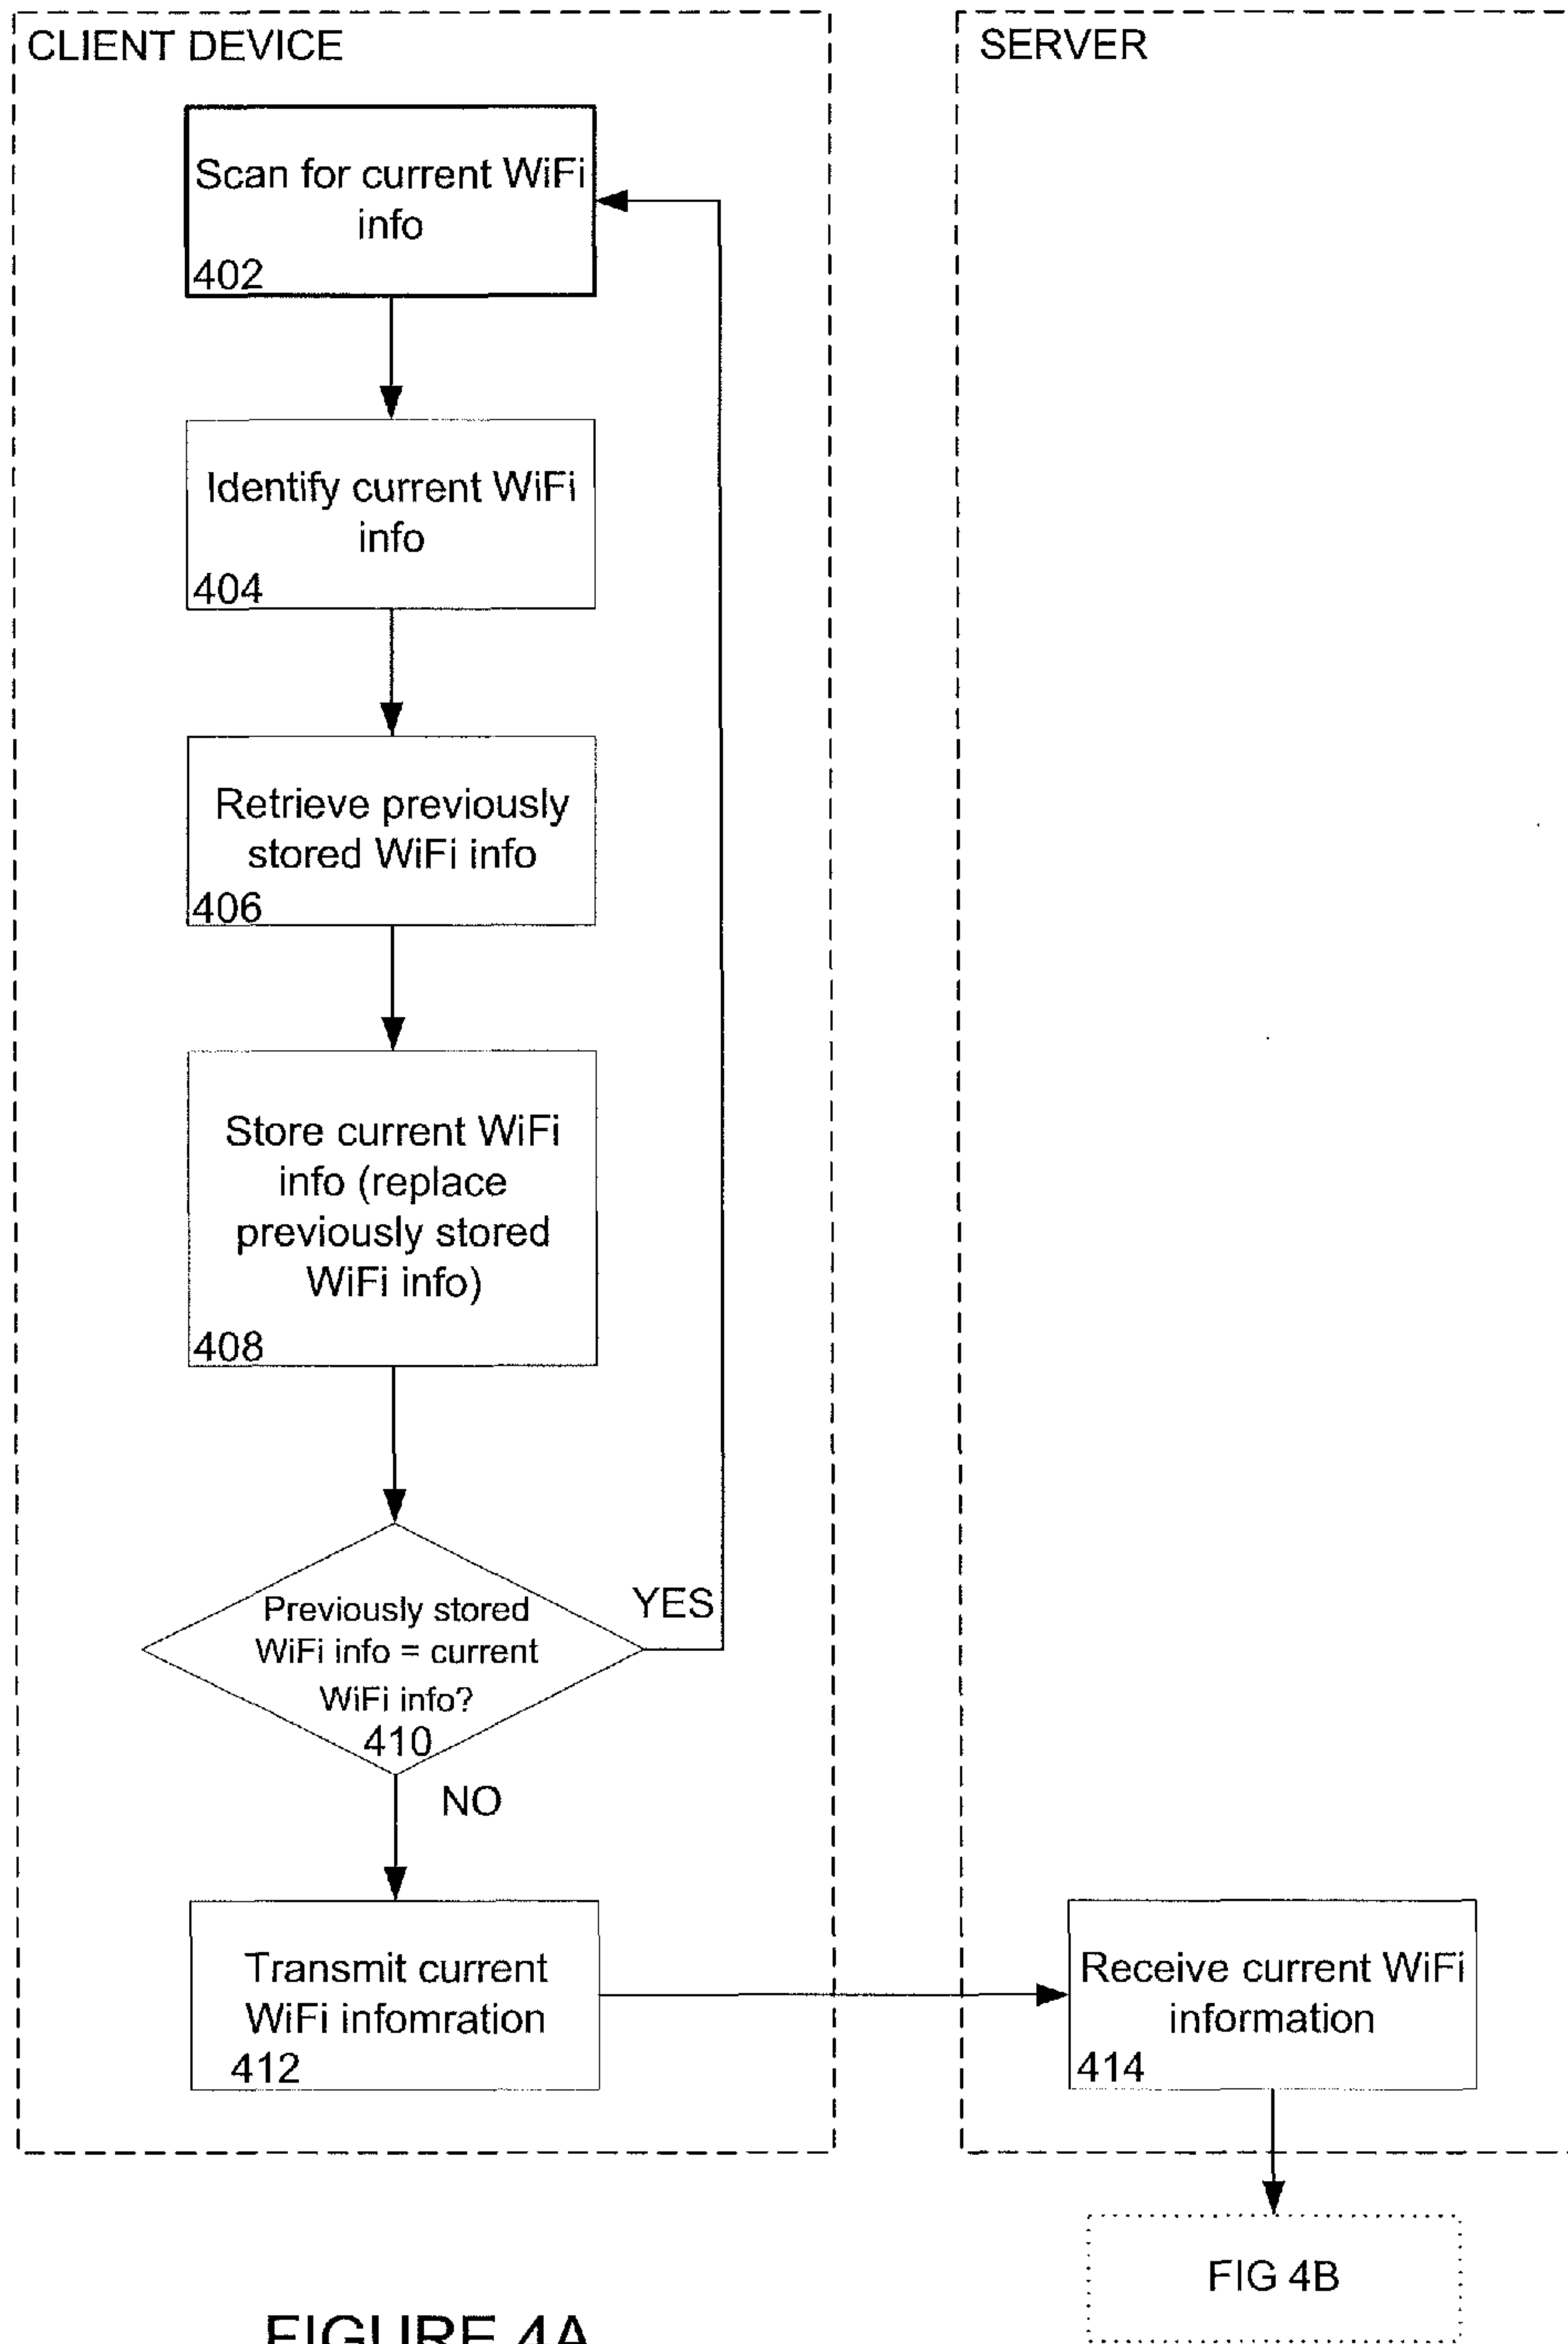 CLIENT DEVICE
Scan for current WiFi
info
402
Identify current WiFi
info
404
Retrieve previously
stored WiFi info
406
Store current WiFi
info (replace
previously stored
WiFi info)
408
Previously stored
WiFi info = current
WiFi info?
410
YES
NO
Transmit current
WiFi infomration
412
SERVER
Receive current WiFi
information
414
FIG 4B
FIGURE 4A